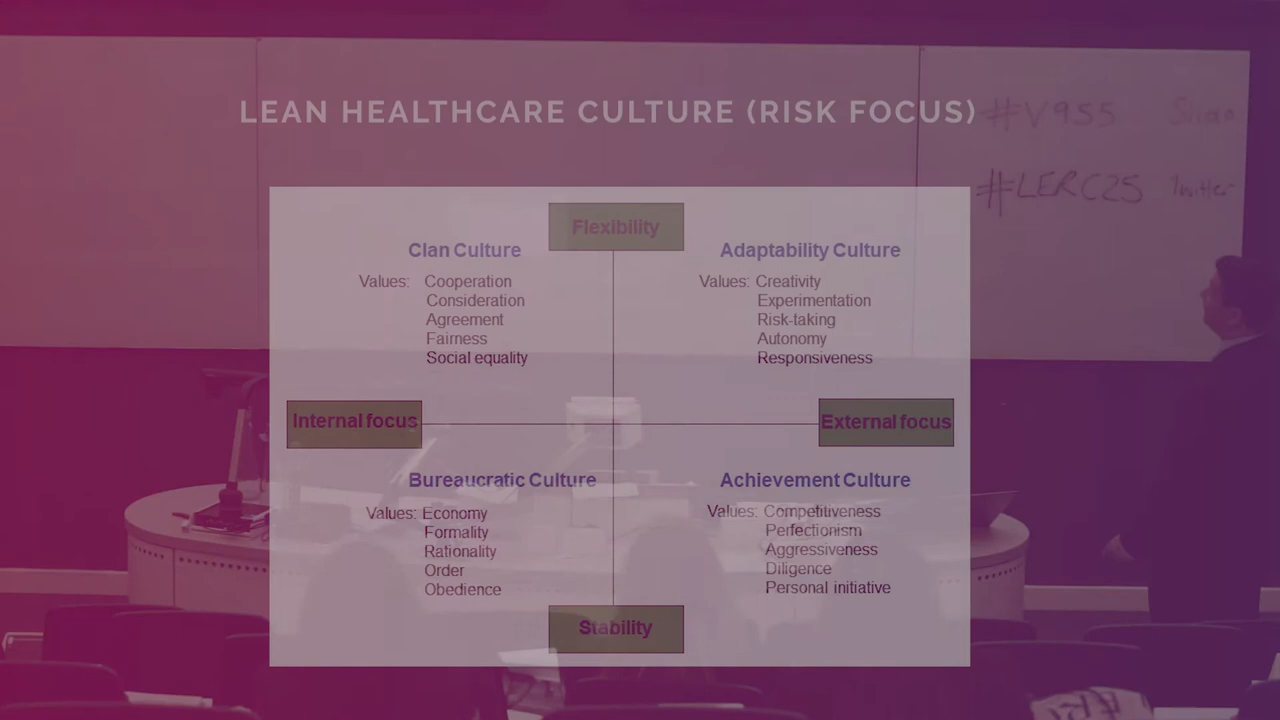 LEAN HEALTHCARE CULTURE (RISK FOCUS)
#V9S5
#LERC25 Twitter
Flexibility
Clan Culture
Values: Cooperation
Consideration
Agreement
Fairness
Social equality
Adaptability Culture
Values: Creativity
Experimentation
Risk-taking
Autonomy
Responsiveness
Internal focus
External focus
Bureaucratic Culture
Values: Economy
Formality
Rationality
Order
Obedience
Achievement Culture
Values: Competitiveness
Perfectionism
Aggressiveness
Diligence
Personal initiative
Stability